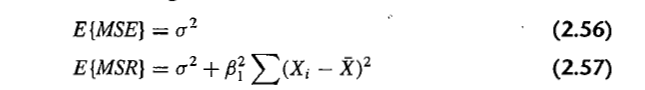 E{MSE} = σ² (2.56)
E{MSR} = σ² + β₁² ∑(Xᵢ − X̄)² (2.57)